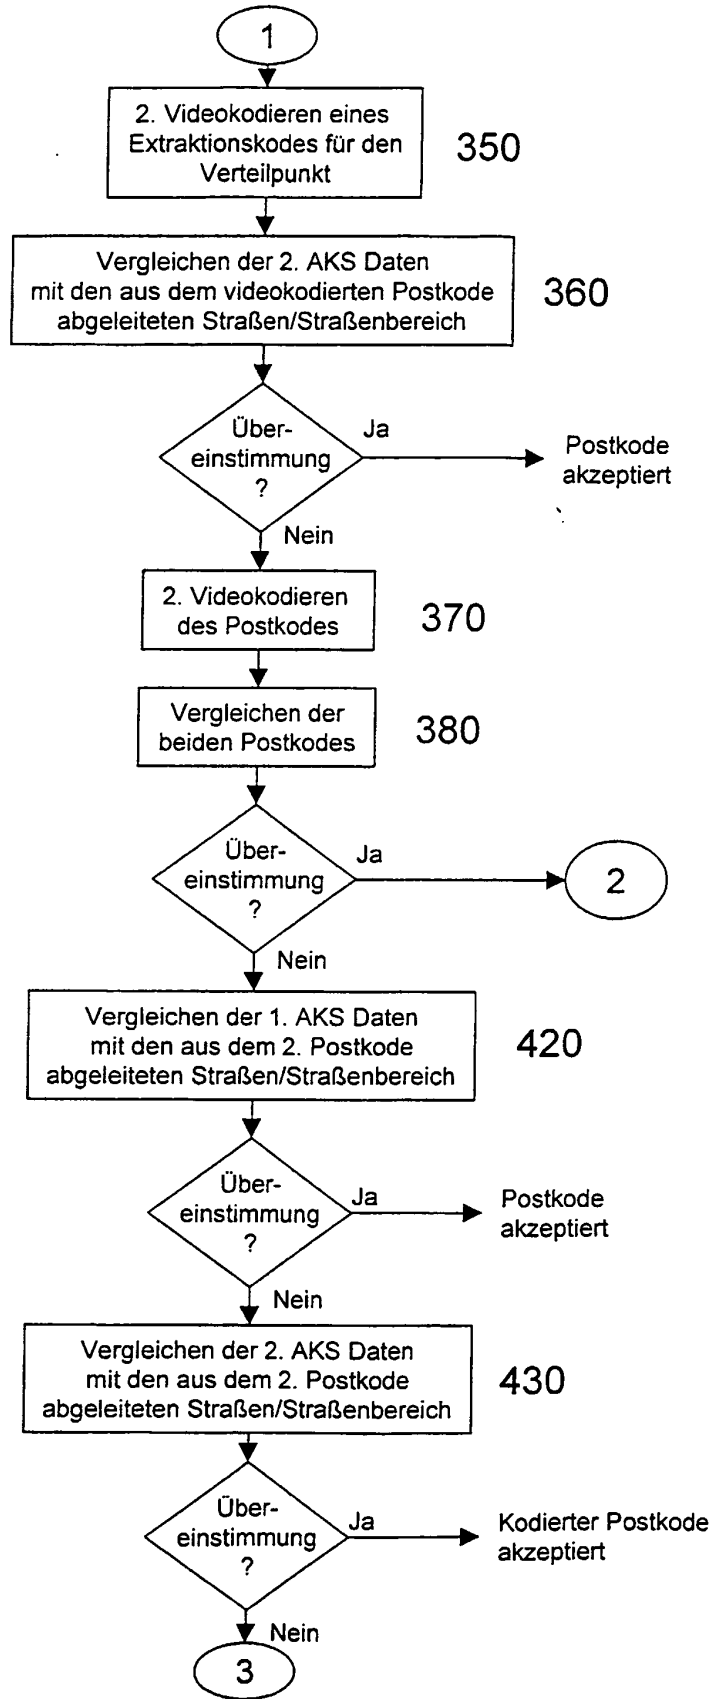 1
2. Videokodieren eines
Extraktionskodes für den
Verteilpunkt
350
Vergleichen der 2. AKS Daten
mit den aus dem videokodierten Postkode
abgeleiteten Straßen/Straßenbereich
360
Über-
einstimmung
?
Ja
Postkode
akzeptiert
Nein
2. Videokodieren
des Postkodes
370
Vergleichen der
beiden Postkodes
380
Über-
einstimmung
?
Ja
2
Nein
Vergleichen der 1. AKS Daten
mit den aus dem 2. Postkode
abgeleiteten Straßen/Straßenbereich
420
Über-
einstimmung
?
Ja
Postkode
akzeptiert
Nein
Vergleichen der 2. AKS Daten
mit den aus dem 2. Postkode
abgeleiteten Straßen/Straßenbereich
430
Über-
einstimmung
?
Ja
Kodierter Postkode
akzeptiert
Nein
3